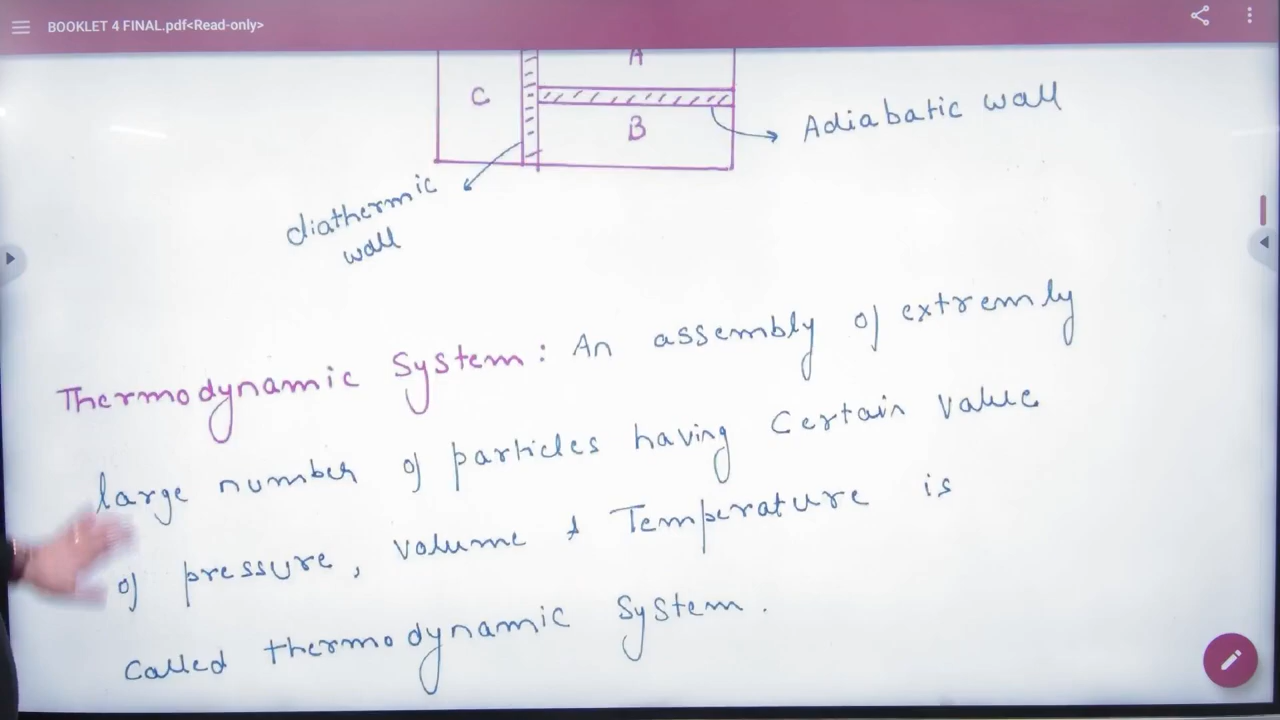 BOOKLET 4 FINAL.pdf<Read-only>
A
C
B
Adiabatic wall
diathermic
wall
Thermodynamic System: An assembly of extremly
large number of particles having Certain value
of pressure, volume & Temperature is
Called thermodynamic System.